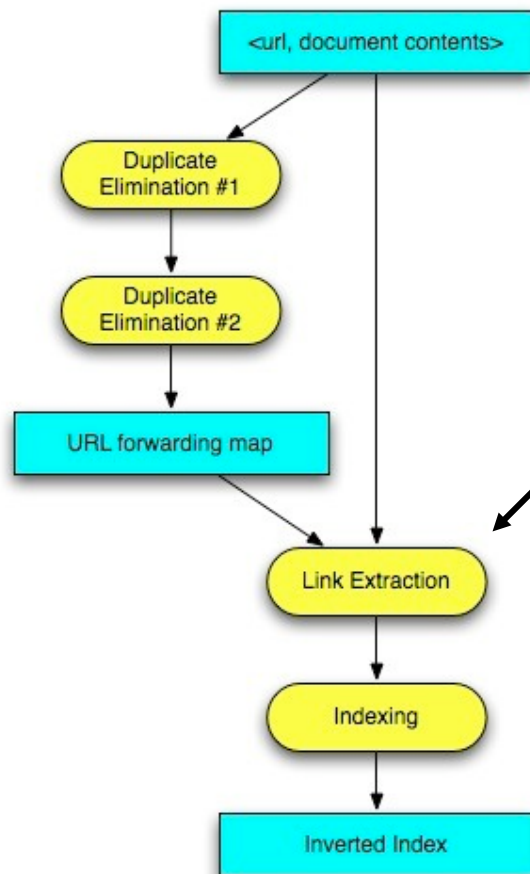 <url, document contents>
Duplicate
Elimination #1
Duplicate
Elimination #2
URL forwarding map
Link Extraction
Indexing
Inverted Index